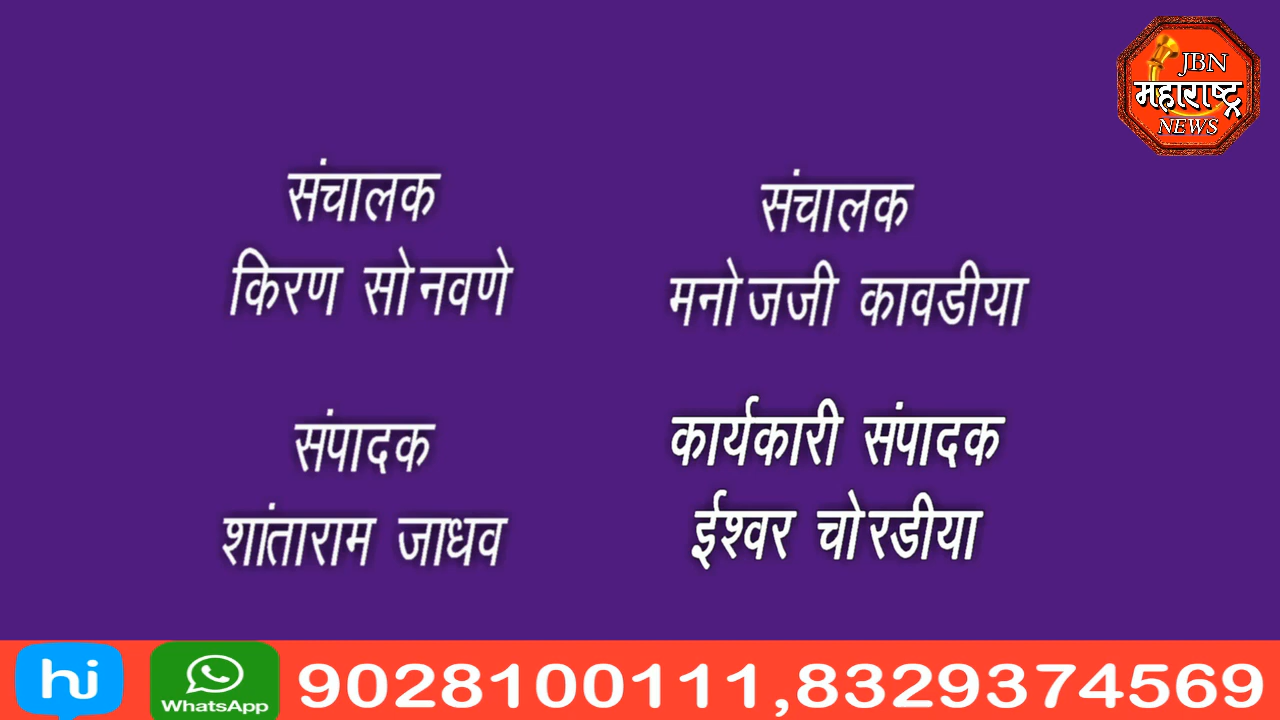 JBN
महाराष्ट्र
NEWS
संचालक
किरण सोनवणे
संचालक
मनोजजी कावडीया
संपादक
शांताराम जाधव
कार्यकारी संपादक
ईश्वर चोरडीया
hi
WhatsApp
9028100111,8329374569